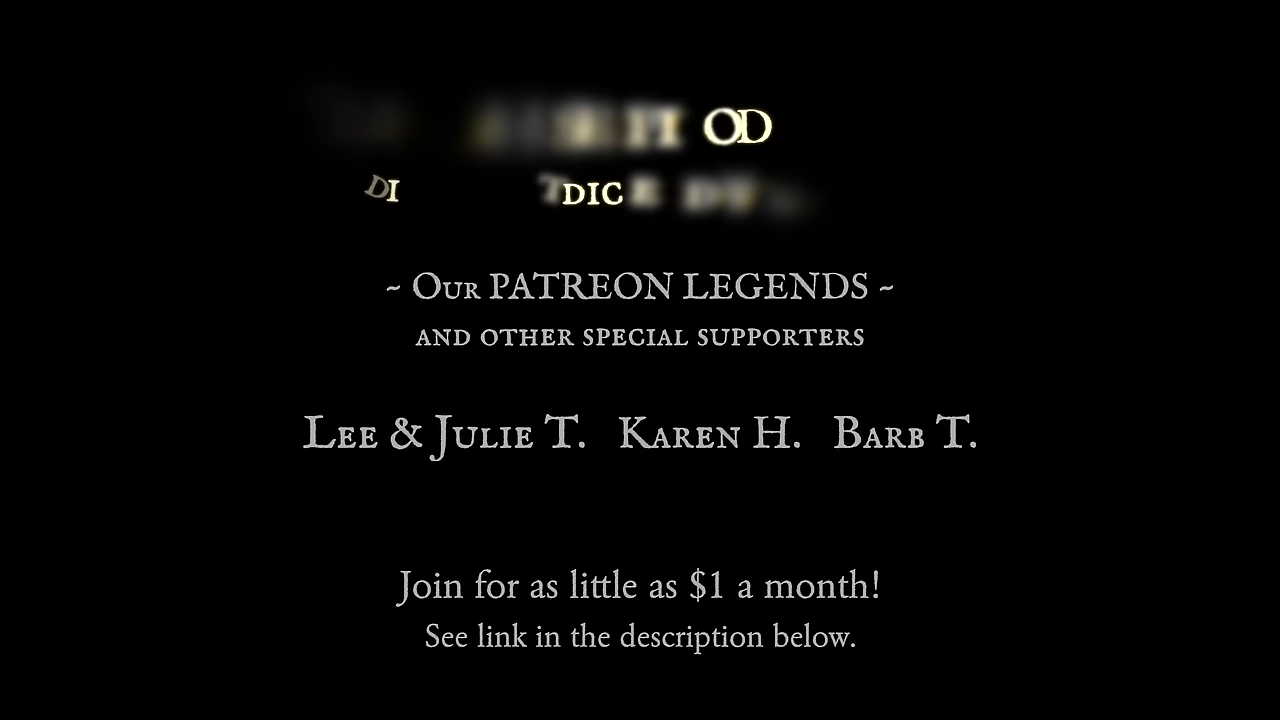 ~ Our PATREON LEGENDS ~
AND OTHER SPECIAL SUPPORTERS
Lee & Julie T. Karen H. Barb T.
Join for as little as $1 a month!
See link in the description below.